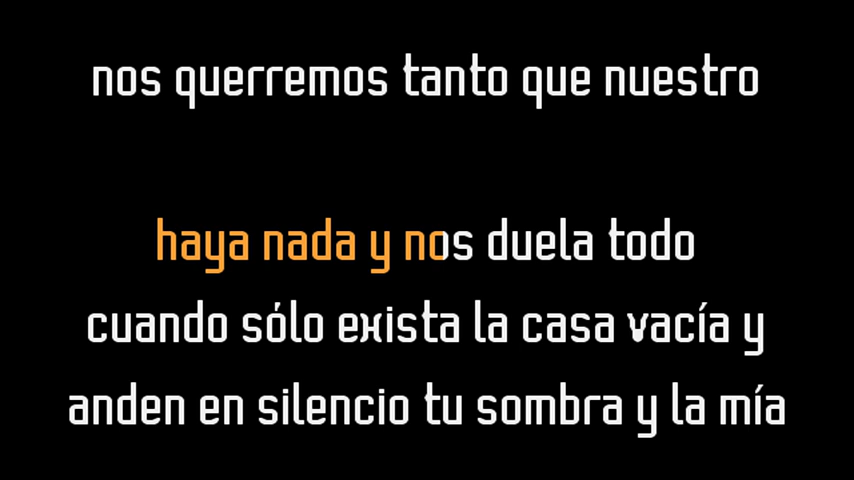 nos querremos tanto que nuestro
haya nada y nos duela todo
cuando sólo exista la casa vacía y
anden en silencio tu sombra y la mía